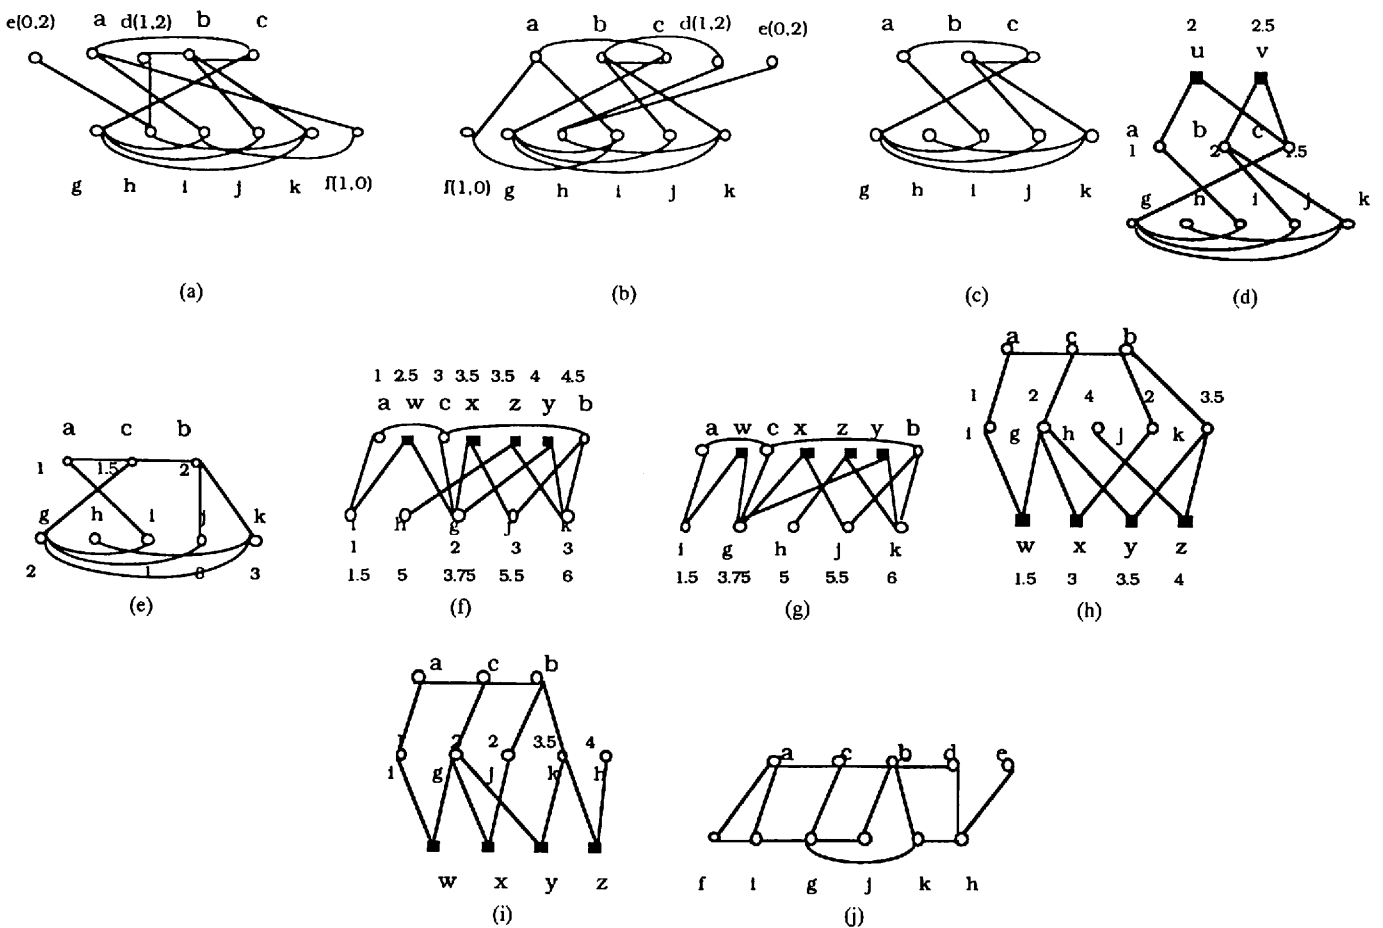 e(0,2) a d(1,2) b c
g h i j k f(1,0)
(a)
a b c d(1,2) e(0,2)
f(1,0) g h i j k
(b)
a b c
g h i j k
(c)
2 2.5
u v
a b c
1 2 1.5
g h i j k
(d)
a c b
1 1.5 2
g h i j k
2 1 3 3
(e)
1 2.5 3 3.5 3.5 4 4.5
a w c x z y b
i h g j k
1 2 3 3
1.5 5 3.75 5.5 6
(f)
a w c x z y b
i g h j k
1.5 3.75 5 5.5 6
(g)
a c b
1 2 4 2 3.5
i g h j k
w x y z
1.5 3 3.5 4
(h)
a c b
1 2 2 3.5 4
i g j k h
w x y z
(i)
a c b d e
f i g j k h
(j)